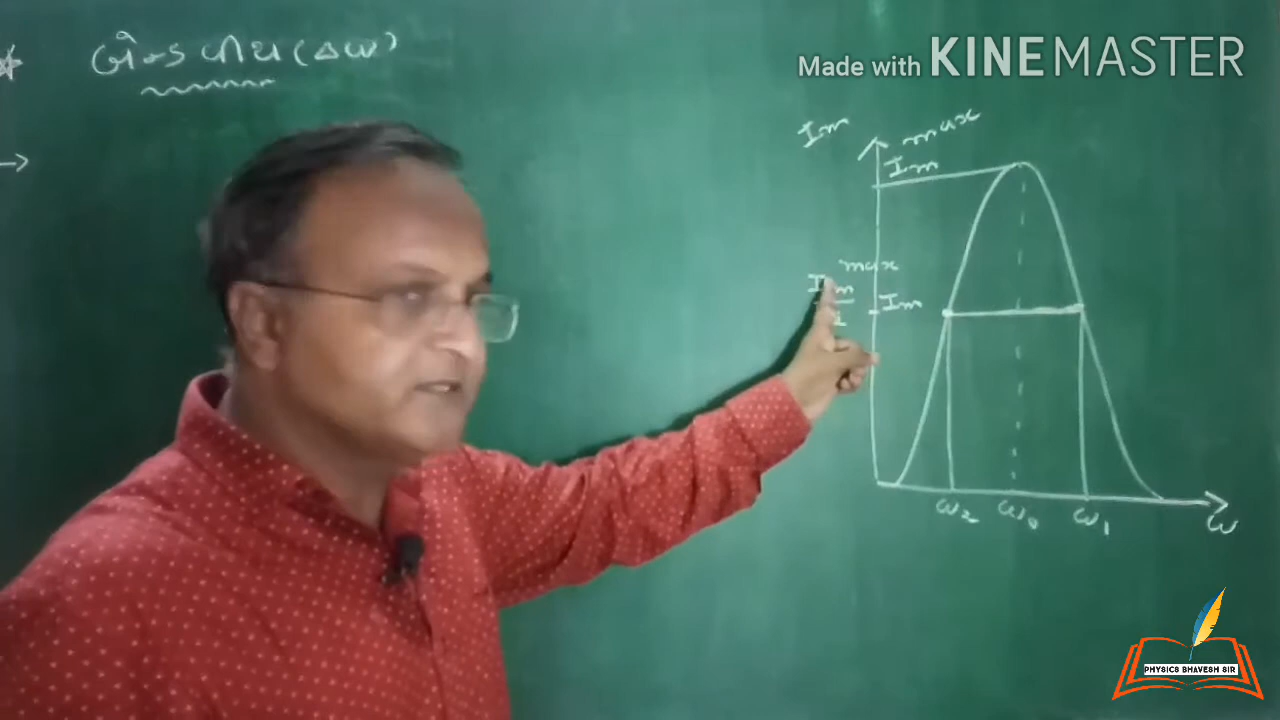 * બેન્ડ વીથ (Δω)
Made with KINEMASTER
→
Im
Im max
Im max
Im
ω₂ ω₀ ω₁
ω
PHYSICS BHAVESH SIR